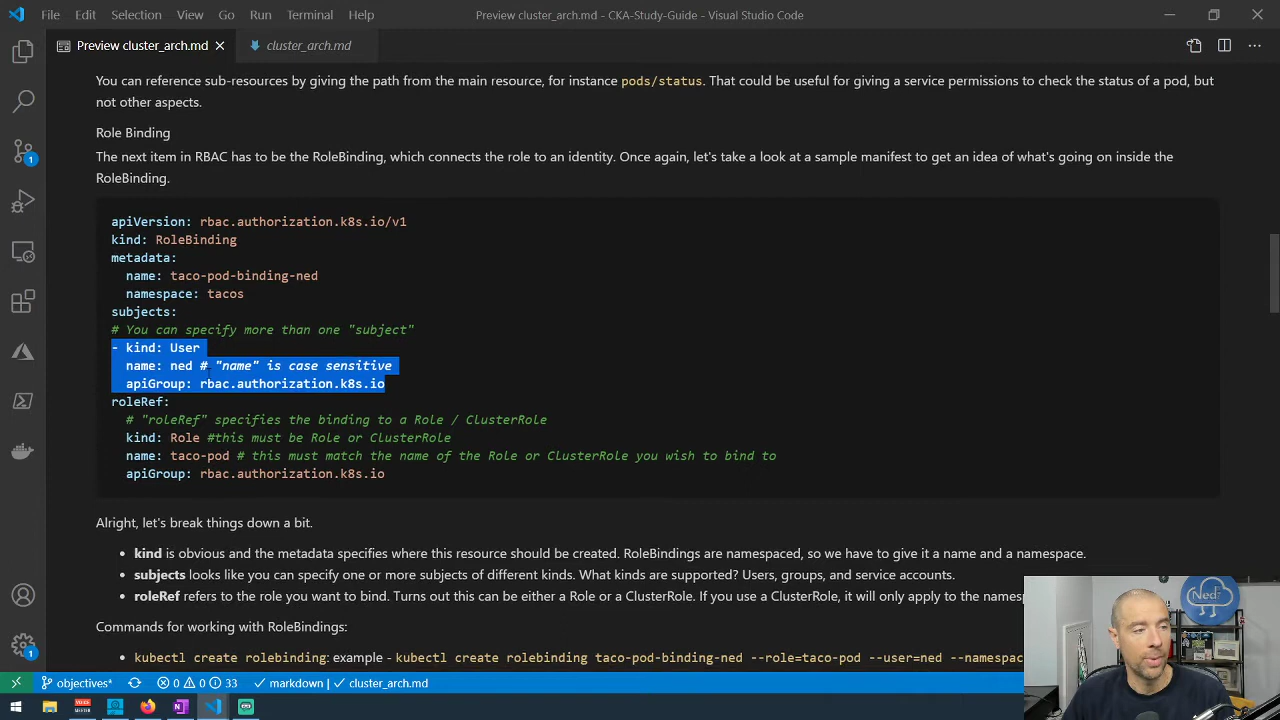 File Edit Selection View Go Run Terminal Help Preview cluster_arch.md - CKA-Study-Guide - Visual Studio Code
Preview cluster_arch.md cluster_arch.md
You can reference sub-resources by giving the path from the main resource, for instance pods/status. That could be useful for giving a service permissions to check the status of a pod, but
not other aspects.
Role Binding
The next item in RBAC has to be the RoleBinding, which connects the role to an identity. Once again, let's take a look at a sample manifest to get an idea of what's going on inside the
RoleBinding.
apiVersion: rbac.authorization.k8s.io/v1
kind: RoleBinding
metadata:
name: taco-pod-binding-ned
namespace: tacos
subjects:
# You can specify more than one "subject"
- kind: User
name: ned # "name" is case sensitive
apiGroup: rbac.authorization.k8s.io
roleRef:
# "roleRef" specifies the binding to a Role / ClusterRole
kind: Role #this must be Role or ClusterRole
name: taco-pod # this must match the name of the Role or ClusterRole you wish to bind to
apiGroup: rbac.authorization.k8s.io
Alright, let's break things down a bit.
• kind is obvious and the metadata specifies where this resource should be created. RoleBindings are namespaced, so we have to give it a name and a namespace.
• subjects looks like you can specify one or more subjects of different kinds. What kinds are supported? Users, groups, and service accounts.
• roleRef refers to the role you want to bind. Turns out this can be either a Role or a ClusterRole. If you use a ClusterRole, it will only apply to the names
Commands for working with RoleBindings:
• kubectl create rolebinding: example - kubectl create rolebinding taco-pod-binding-ned --role=taco-pod --user=ned --namespac
objectives* 0 0 33 markdown | cluster_arch.md
1
1